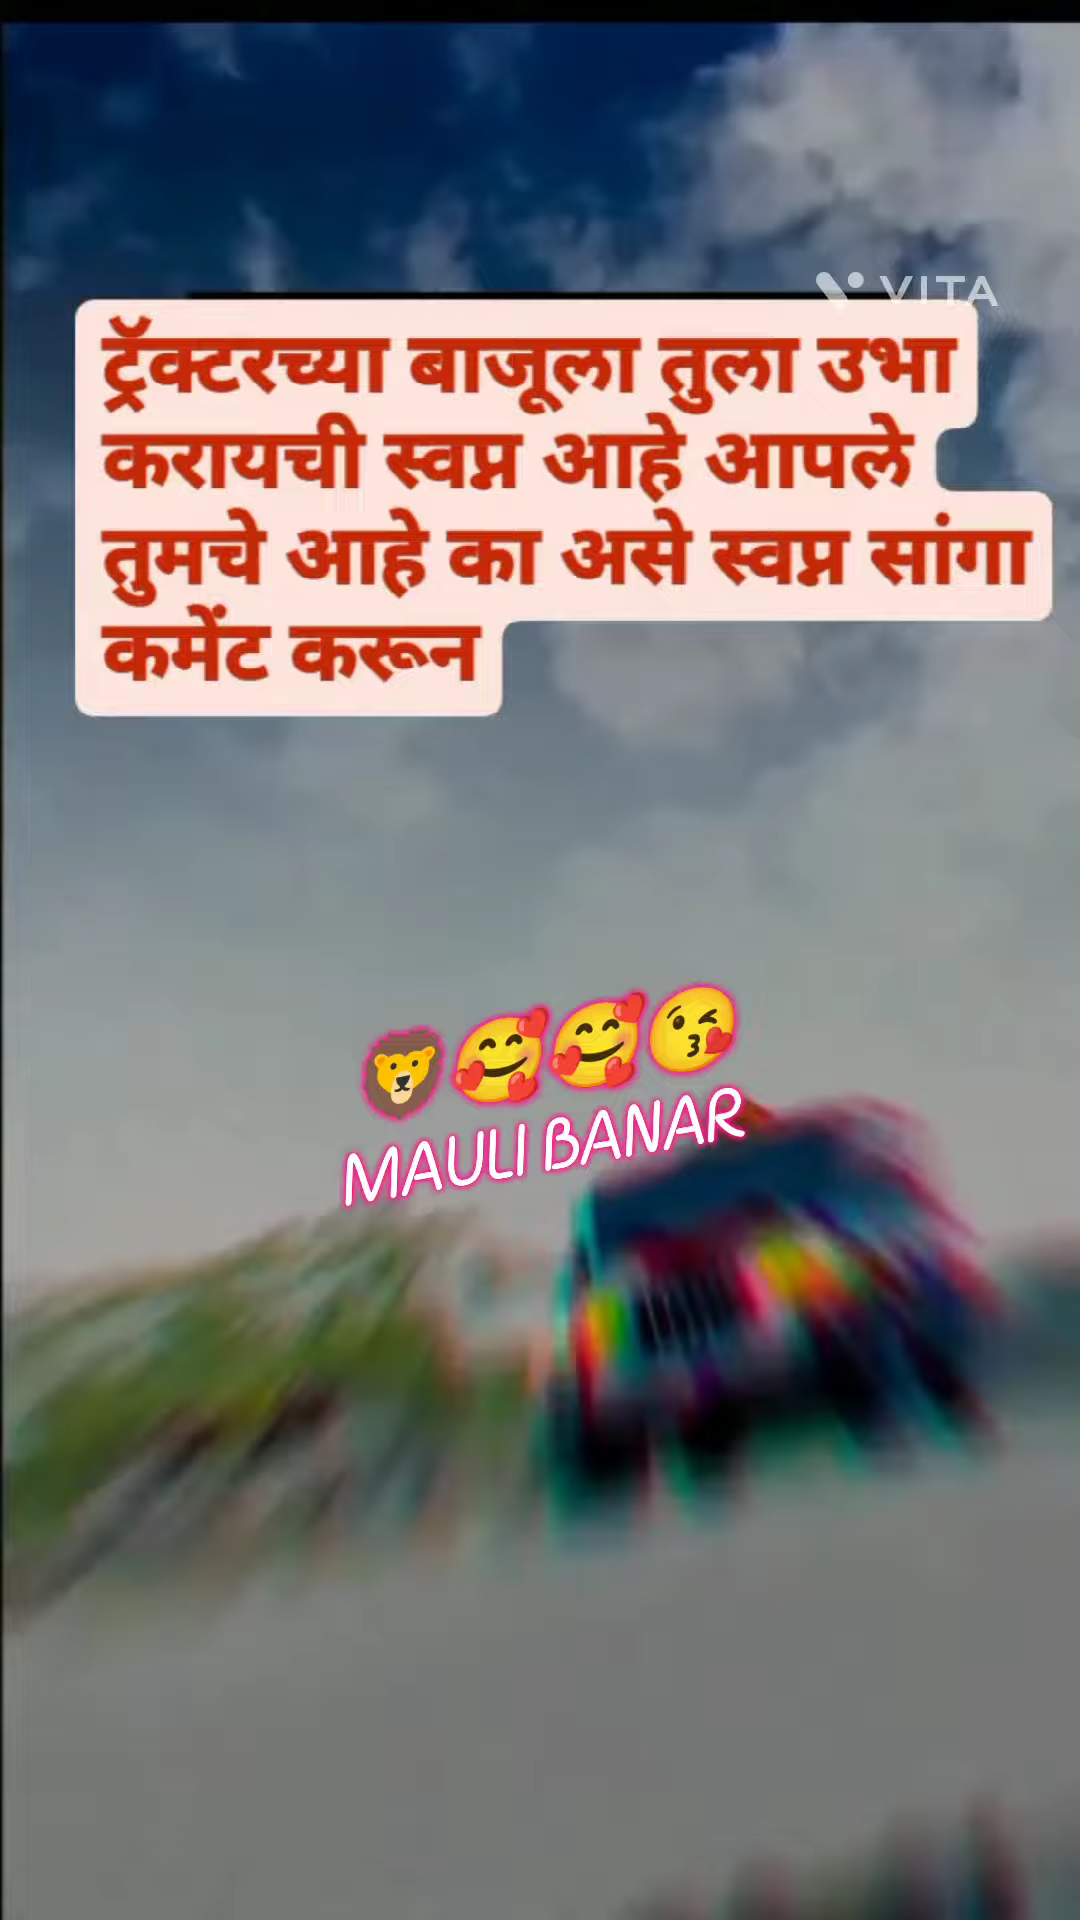 VITA
ट्रॅक्टरच्या बाजूला तुला उभा
करायची स्वप्न आहे आपले
तुमचे आहे का असे स्वप्न सांगा
कमेंट करून
🦁🥰🥰😘
MAULI BANAR